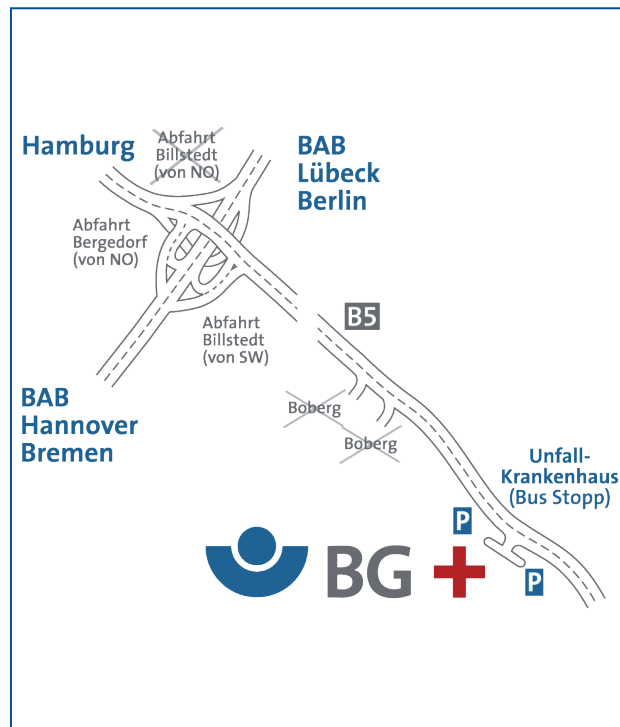 Hamburg
Abfahrt
Billstedt
(von NO)
BAB
Lübeck
Berlin
Abfahrt
Bergedorf
(von NO)
Abfahrt
Billstedt
(von SW)
B5
BAB
Hannover
Bremen
Boberg
Boberg
Unfall-
Krankenhaus
(Bus Stopp)
P
BG
P